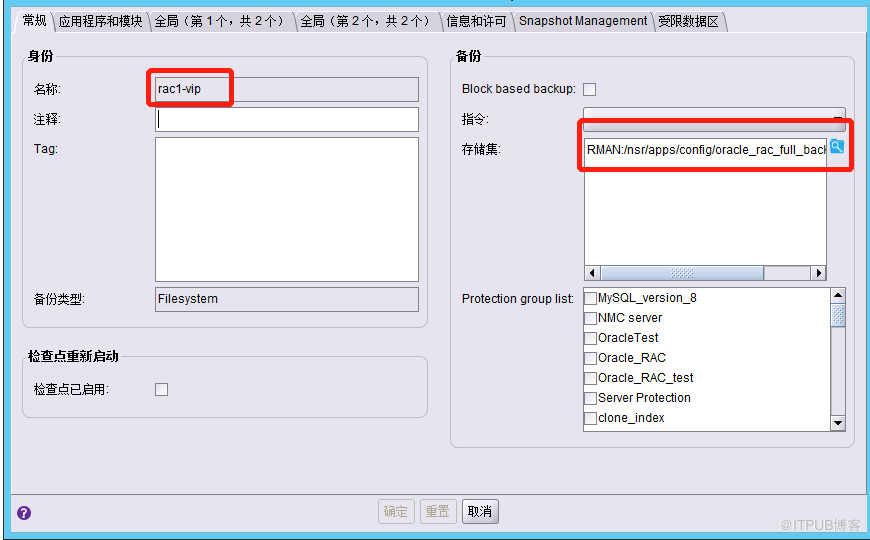 常规
应用程序和模块
全局（第 1 个，共 2 个）
全局（第 2 个，共 2 个）
信息和许可
Snapshot Management
受限数据区
身份
名称:
rac1-vip
注释:
Tag:
备份类型:
Filesystem
检查点重新启动
检查点已启用:
备份
Block based backup:
指令:
存储集:
RMAN:/nsr/apps/config/oracle_rac_full_back
Protection group list:
MySQL_version_8
NMC server
OracleTest
Oracle_RAC
Oracle_RAC_test
Server Protection
clone_index
?
确定
重置
取消
@ITPUB博客